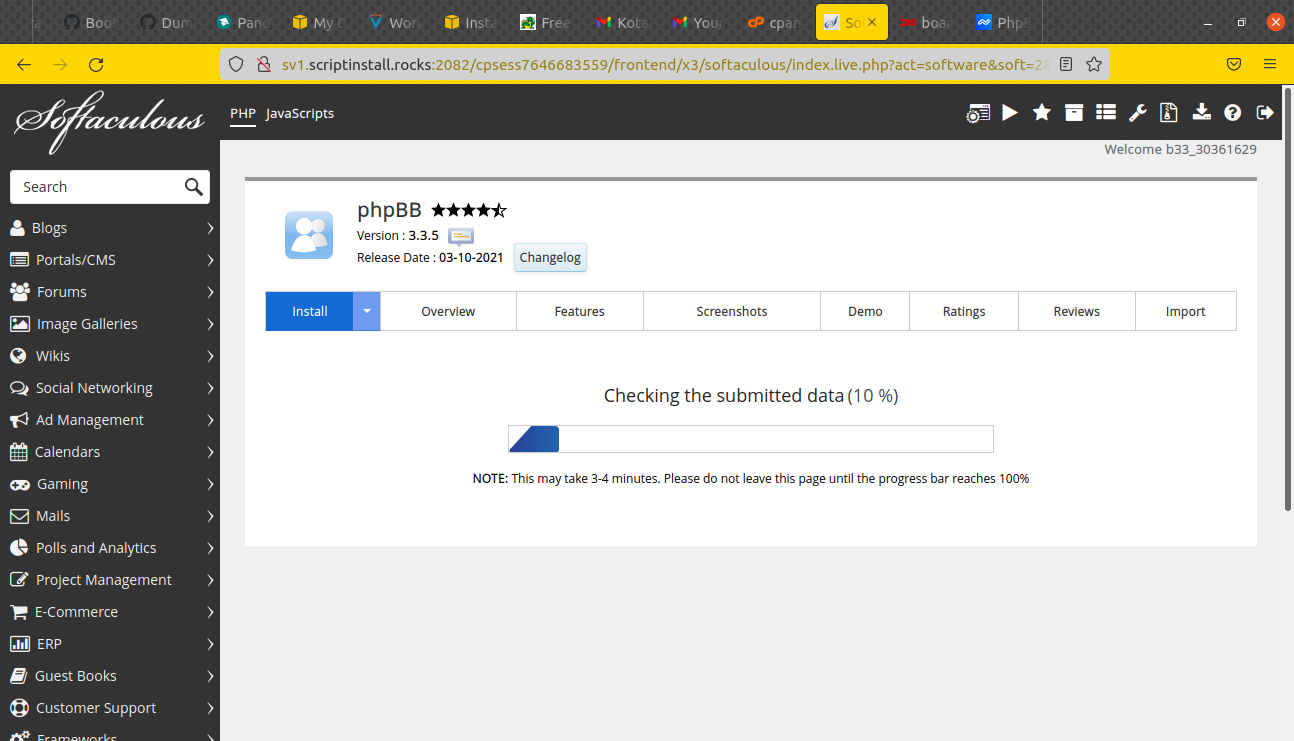 Boot
Dum
Pan
My C
Wor
Insta
Free
Kota
Your
cpan
So
boa
Php
sv1.scriptinstall.rocks:2082/cpsess7646683559/frontend/x3/softaculous/index.live.php?act=software&soft=28
Softaculous
PHP JavaScripts
Welcome b33_30361629
Search
Blogs
Portals/CMS
Forums
Image Galleries
Wikis
Social Networking
Ad Management
Calendars
Gaming
Mails
Polls and Analytics
Project Management
E-Commerce
ERP
Guest Books
Customer Support
Frameworks
phpBB
Version : 3.3.5
Release Date : 03-10-2021 Changelog
Install Overview Features Screenshots Demo Ratings Reviews Import
Checking the submitted data (10 %)
NOTE: This may take 3-4 minutes. Please do not leave this page until the progress bar reaches 100%